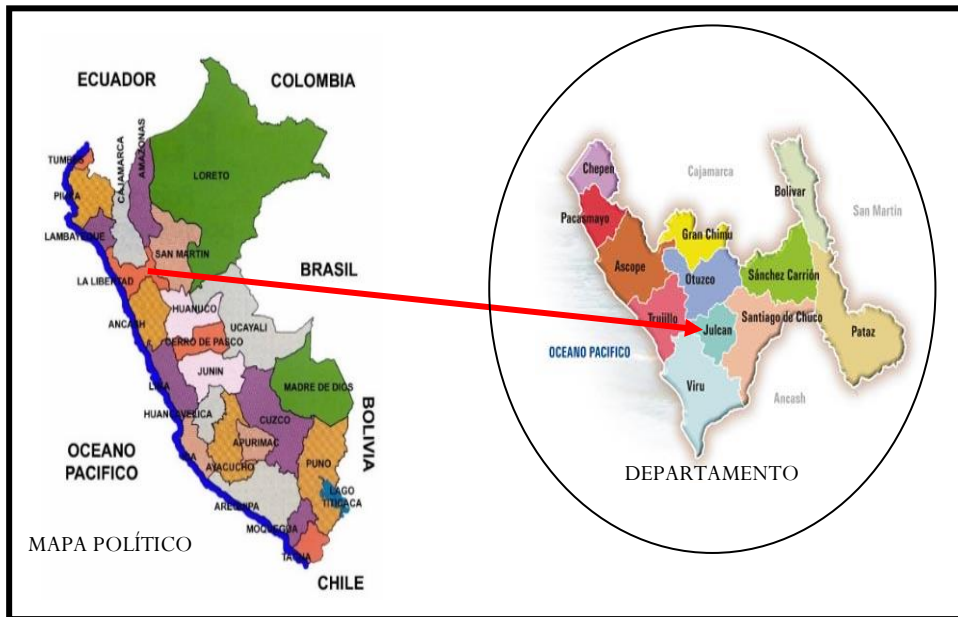 ECUADOR
COLOMBIA
TUMBES
CAJAMARCA
AMAZONAS
PIURA
LORETO
LAMBAYEQUE
SAN MARTIN
BRASIL
LA LIBERTAD
HUANUCO
ANCASH
UCAYALI
CERRO DE PASCO
JUNIN
LIMA
MADRE DE DIOS
HUANCAVELICA
CUZCO
BOLIVIA
OCEANO
PACIFICO
APURIMAC
AYACUCHO
PUNO
LAGO
TITICACA
AREQUIPA
MOQUEGUA
TACNA
MAPA POLÍTICO
CHILE
Chepen
Cajamarca
Bolivar
San Martín
Pacasmayo
Gran Chimu
Ascope
Otuzco
Sánchez Carrión
Trujillo
Julcan
Santiago de Chuco
Pataz
OCEANO PACIFICO
Viru
Ancash
DEPARTAMENTO